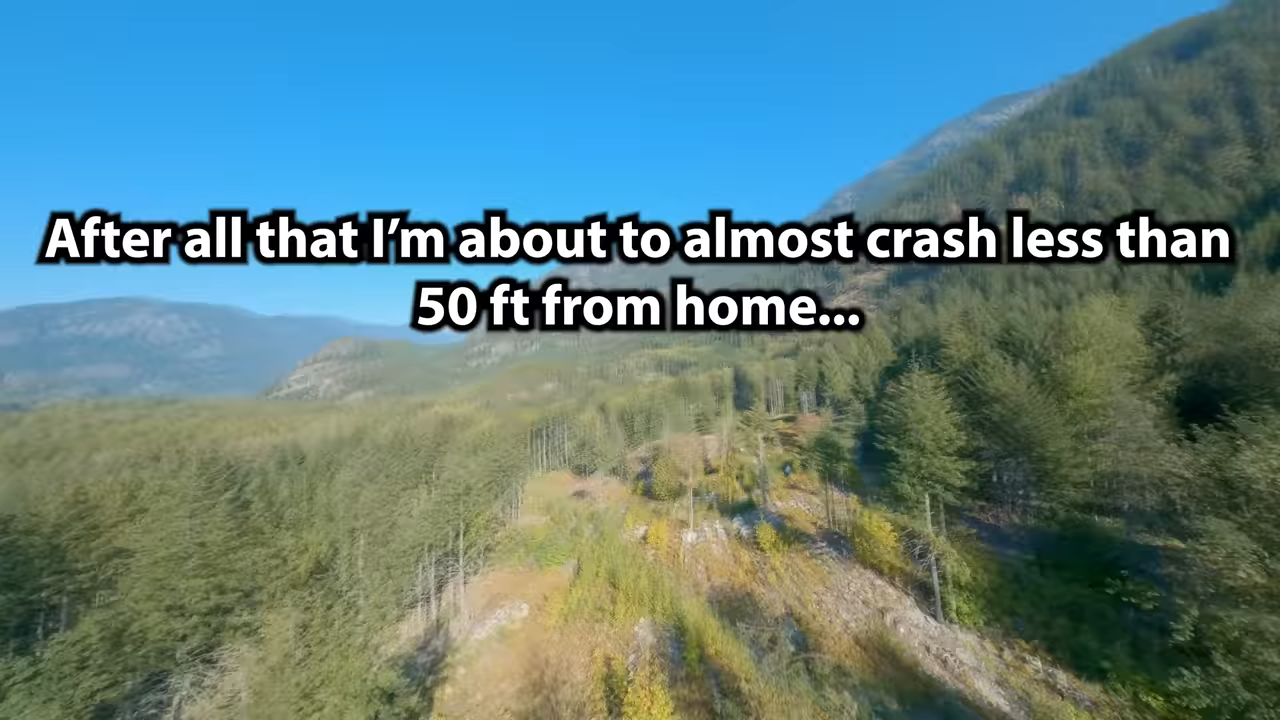 After all that I’m about to almost crash less than
50 ft from home...